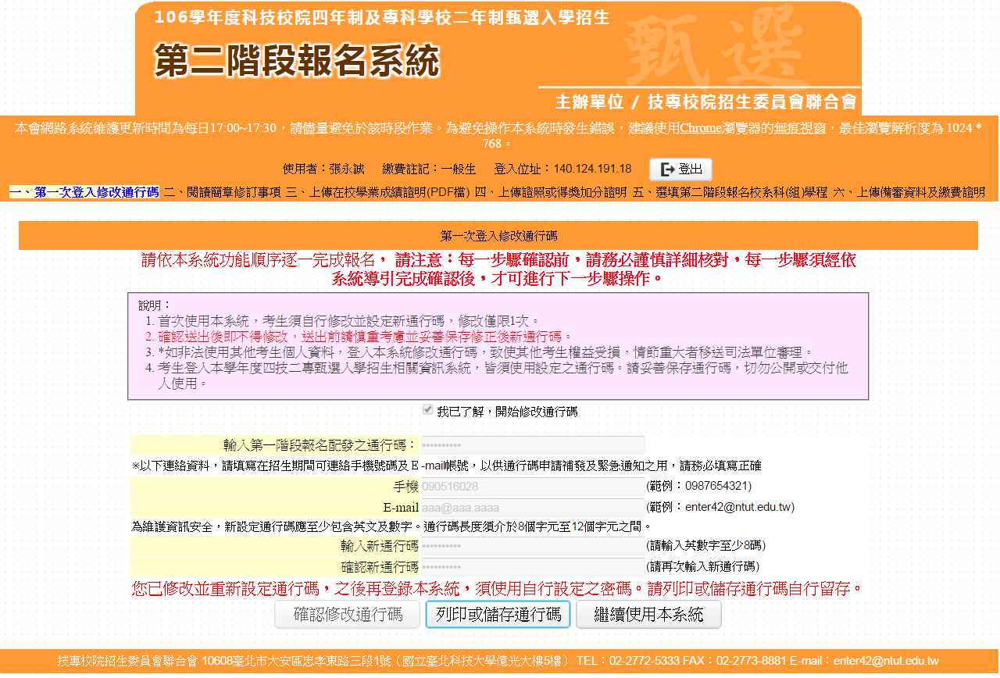 106學年度科技校院四年制及專科學校二年制甄選入學招生
甄選
第二階段報名系統
主辦單位 / 技專校院招生委員會聯合會
本會網路系統維護更新時間為每日17:00~17:30，請儘量避免於該時段作業。為避免操作本系統時發生錯誤，建議使用Chrome瀏覽器的無痕視窗，最佳瀏覽解析度為 1024 *
768。
使用者：張永誠 繳費註記：一般生 登入位址：140.124.191.18 登出
一、第一次登入修改通行碼 二、閱讀簡章修訂事項 三、上傳在校學業成績證明(PDF檔) 四、上傳證照或得獎加分證明 五、選填第二階段報名校系科(組)學程 六、上傳備審資料及繳費證明
第一次登入修改通行碼
請依本系統功能順序逐一完成報名， 請注意：每一步驟確認前，請務必謹慎詳細核對，每一步驟須經依
系統導引完成確認後，才可進行下一步驟操作。
說明：
1. 首次使用本系統，考生須自行修改並設定新通行碼，修改僅限1次。
2. 確認送出後即不得修改，送出前請慎重考慮並妥善保存修正後新通行碼。
3. *如非法使用其他考生個人資料，登入本系統修改通行碼，致使其他考生權益受損，情節重大者移送司法單位審理。
4. 考生登入本學年度四技二專甄選入學招生相關資訊系統，皆須使用設定之通行碼。請妥善保存通行碼，切勿公開或交付他
人使用。
我已了解，開始修改通行碼
輸入第一階段報名配發之通行碼： ••••••••••
※以下連絡資料，請填寫在招生期間可連絡手機號碼及 E -mail帳號，以供通行碼申請補發及緊急通知之用，請務必填寫正確
手機 090516028 (範例：0987654321)
E-mail aaa@aaa.aaaa (範例：enter42@ntut.edu.tw)
為維護資訊安全，新設定通行碼應至少包含英文及數字。通行碼長度須介於8個字元至12個字元之間。
輸入新通行碼 •••••••••• (請輸入英數字至少8碼)
確認新通行碼 •••••••••• (請再次輸入新通行碼)
您已修改並重新設定通行碼，之後再登錄本系統，須使用自行設定之密碼。請列印或儲存通行碼自行留存。
確認修改通行碼 列印或儲存通行碼 繼續使用本系統
技專校院招生委員會聯合會 10608臺北市大安區忠孝東路三段1號（國立臺北科技大學億光大樓5樓） TEL：02-2772-5333 FAX：02-2773-8881 E-mail：enter42@ntut.edu.tw